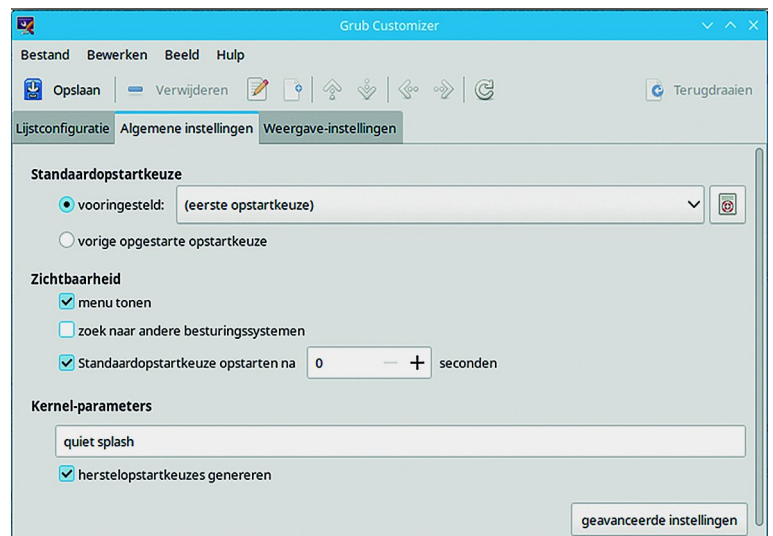 Grub Customizer
Bestand Bewerken Beeld Hulp
Opslaan Verwijderen Terugdraaien
Lijstconfiguratie Algemene instellingen Weergave-instellingen
Standaardopstartkeuze
vooringesteld: (eerste opstartkeuze)
vorige opgestarte opstartkeuze
Zichtbaarheid
menu tonen
zoek naar andere besturingssystemen
Standaardopstartkeuze opstarten na 0 seconden
Kernel-parameters
quiet splash
herstelopstartkeuzes genereren
geavanceerde instellingen